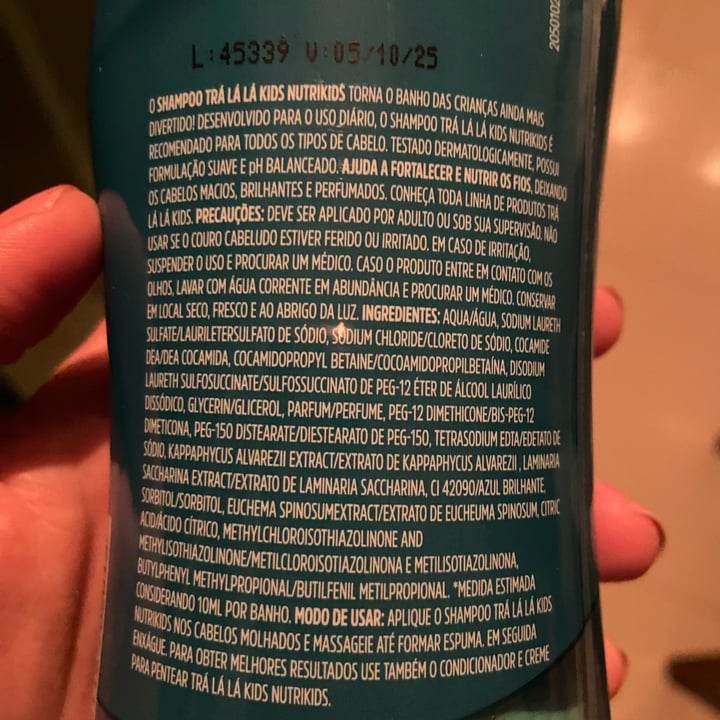 L:45339 V:05/10/25
2050102
O SHAMPOO TRÁ LÁ LÁ KIDS NUTRIKIDS TORNA O BANHO DAS CRIANÇAS AINDA MAIS
DIVERTIDO! DESENVOLVIDO PARA O USO DIÁRIO, O SHAMPOO TRÁ LÁ LÁ KIDS NUTRIKIDS É
RECOMENDADO PARA TODOS OS TIPOS DE CABELO. TESTADO DERMATOLOGICAMENTE, POSSUI
FORMULAÇÃO SUAVE E pH BALANCEADO. AJUDA A FORTALECER E NUTRIR OS FIOS, DEIXANDO
OS CABELOS MACIOS, BRILHANTES E PERFUMADOS. CONHEÇA TODA LINHA DE PRODUTOS TRÁ
LÁ LÁ KIDS. PRECAUÇÕES: DEVE SER APLICADO POR ADULTO OU SOB SUA SUPERVISÃO. NÃO
USAR SE O COURO CABELUDO ESTIVER FERIDO OU IRRITADO. EM CASO DE IRRITAÇÃO,
SUSPENDER O USO E PROCURAR UM MÉDICO. CASO O PRODUTO ENTRE EM CONTATO COM OS
OLHOS, LAVAR COM ÁGUA CORRENTE EM ABUNDÂNCIA E PROCURAR UM MÉDICO. CONSERVAR
EM LOCAL SECO, FRESCO E AO ABRIGO DA LUZ. INGREDIENTES: AQUA/ÁGUA, SODIUM LAURETH
SULFATE/LAURILETERSULFATO DE SÓDIO, SODIUM CHLORIDE/CLORETO DE SÓDIO, COCAMIDE
DEA/DEA COCAMIDA, COCAMIDOPROPYL BETAINE/COCOAMIDOPROPILBETAÍNA, DISODIUM
LAURETH SULFOSUCCINATE/SULFOSSUCCINATO DE PEG-12 ÉTER DE ÁLCOOL LAURÍLICO
DISSÓDICO, GLYCERIN/GLICEROL, PARFUM/PERFUME, PEG-12 DIMETHICONE/BIS-PEG-12
DIMETICONA, PEG-150 DISTEARATE/DIESTEARATO DE PEG-150, TETRASODIUM EDTA/EDETATO DE
SÓDIO, KAPPAPHYCUS ALVAREZII EXTRACT/EXTRATO DE KAPPAPHYCUS ALVAREZII , LAMINARIA
SACCHARINA EXTRACT/EXTRATO DE LAMINARIA SACCHARINA, CI 42090/AZUL BRILHANTE,
SORBITOL/SORBITOL, EUCHEMA SPINOSUMEXTRACT/EXTRATO DE EUCHEUMA SPINOSUM, CITRIC
ACID/ÁCIDO CÍTRICO, METHYLCHLOROISOTHIAZOLINONE AND
METHYLISOTHIAZOLINONE/METILCLOROISOTIAZOLINONA E METILISOTIAZOLINONA,
BUTYLPHENYL METHYLPROPIONAL/BUTILFENIL METILPROPIONAL. *MEDIDA ESTIMADA
CONSIDERANDO 10ML POR BANHO. MODO DE USAR: APLIQUE O SHAMPOO TRÁ LÁ LÁ KIDS
NUTRIKIDS NOS CABELOS MOLHADOS E MASSAGEIE ATÉ FORMAR ESPUMA. EM SEGUIDA
ENXÁGUE. PARA OBTER MELHORES RESULTADOS USE TAMBÉM O CONDICIONADOR E CREME
PARA PENTEAR TRÁ LÁ LÁ KIDS NUTRIKIDS.